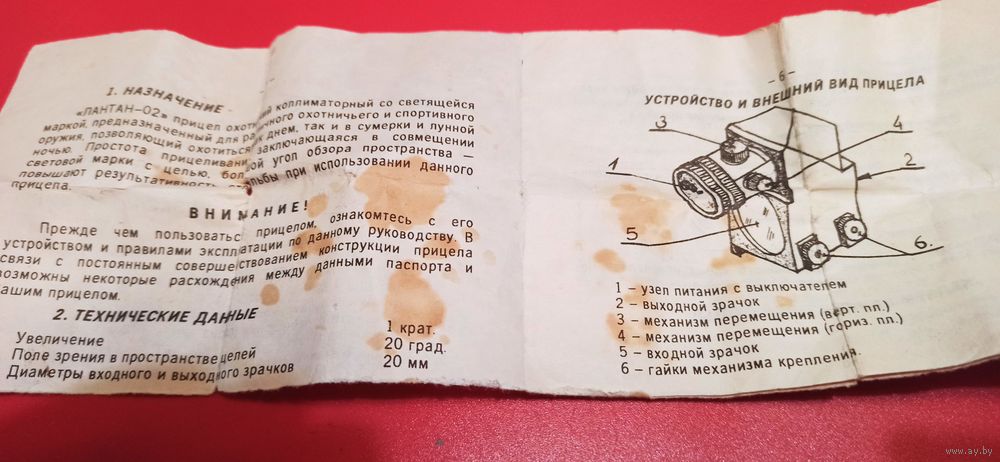 1. НАЗНАЧЕНИЕ
«ЛАНТАН–02» прицел коллиматорный со светящейся
маркой, предназначенный для охотничьего и спортивного
оружия, позволяющий охотиться днем, так и в сумерки и лунной
ночью. Простота прицеливания заключающаяся в совмещении
световой марки с целью, угол обзора пространства —
повышают результативность при использовании данного
прицела.
ВНИМАНИЕ!
Прежде чем пользоваться прицелом, ознакомтесь с его
устройством и правилами эксплуатации по данному руководству. В
связи с постоянным совершенствованием конструкции прицела
возможны некоторые расхождения между данными паспорта и
вашим прицелом.
2. ТЕХНИЧЕСКИЕ ДАННЫЕ
Увеличение 1 крат.
Поле зрения в пространстве целей 20 град.
Диаметры входного и выходного зрачков 20 мм
–6–
УСТРОЙСТВО И ВНЕШНИЙ ВИД ПРИЦЕЛА
3
4
1
2
5
6.
1 – узел питания с выключателем
2 – выходной зрачок
3 – механизм перемещения (верт. пл.)
4 – механизм перемещения (гориз. пл.)
5 – входной зрачок
6 – гайки механизма крепления.
www.ay.by